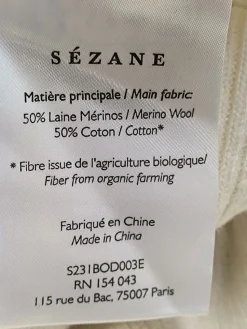 SÉZANE
Matière principale / Main fabric:
50% Laine Mérinos / Merino Wool
50% Coton / Cotton*
* Fibre issue de l'agriculture biologique/
Fiber from organic farming
Fabriqué en Chine
Made in China
S231BOD003E
RN 154 043
115 rue du Bac, 75007 Paris